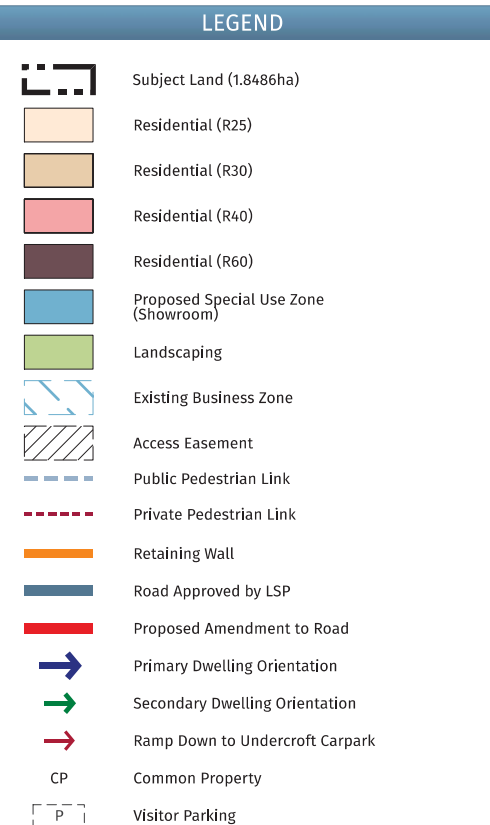 LEGEND
Subject Land (1.8486ha)
Residential (R25)
Residential (R30)
Residential (R40)
Residential (R60)
Proposed Special Use Zone
(Showroom)
Landscaping
Existing Business Zone
Access Easement
Public Pedestrian Link
Private Pedestrian Link
Retaining Wall
Road Approved by LSP
Proposed Amendment to Road
Primary Dwelling Orientation
Secondary Dwelling Orientation
Ramp Down to Undercroft Carpark
CP Common Property
P Visitor Parking